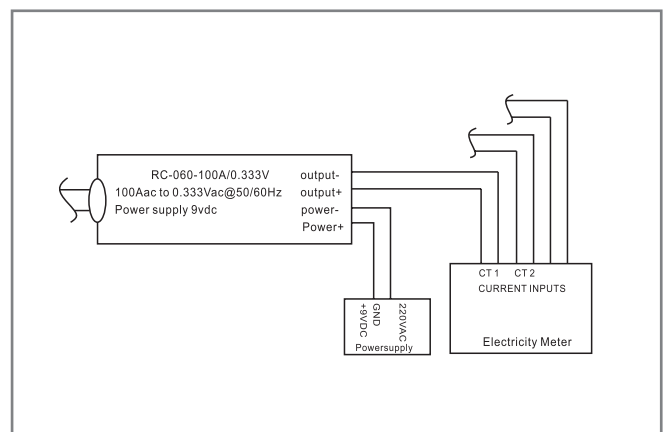 RC-060-100A/0.333V
output-
100Aac to 0.333Vac@50/60Hz
output+
Power supply 9vdc
power-
Power+
CT 1
CT 2
CURRENT INPUTS
Electricity Meter
+9VDC
GND
220VAC
Powersupply